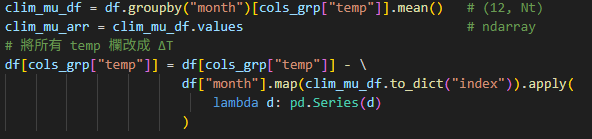 clim_mu_df = df.groupby("month")[cols_grp["temp"]].mean()   # (12, Nt)
clim_mu_arr = clim_mu_df.values                             # ndarray
# 將所有 temp 欄改成 ΔT
df[cols_grp["temp"]] = df[cols_grp["temp"]] - \
                       df["month"].map(clim_mu_df.to_dict("index")).apply(
                           lambda d: pd.Series(d)
                       )